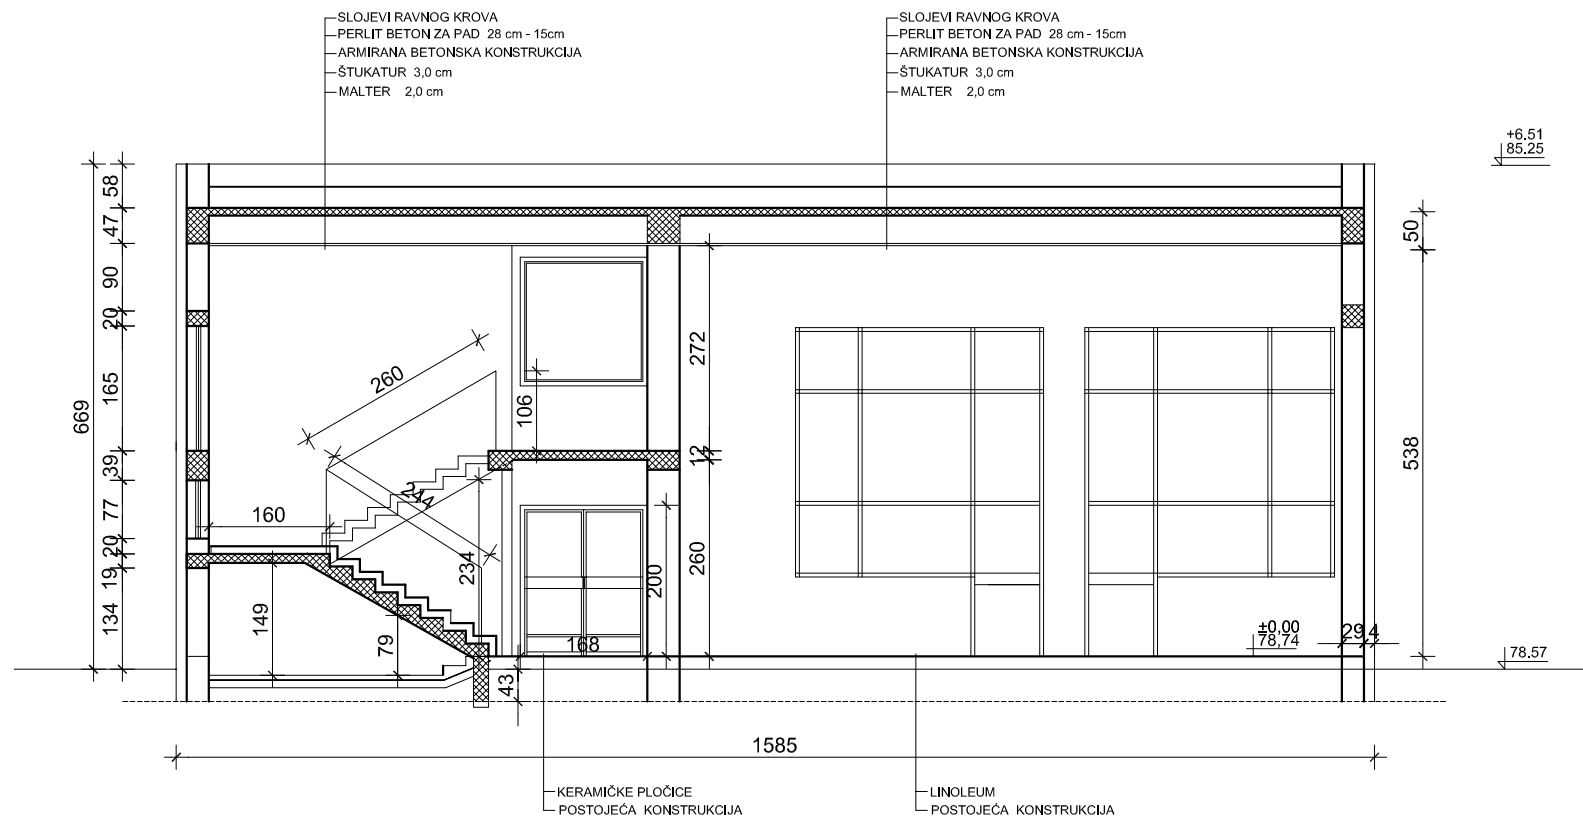 SLOJEVI RAVNOG KROVA
PERLIT BETON ZA PAD 28 cm - 15cm
ARMIRANA BETONSKA KONSTRUKCIJA
ŠTUKATUR 3,0 cm
MALTER 2,0 cm
SLOJEVI RAVNOG KROVA
PERLIT BETON ZA PAD 28 cm - 15cm
ARMIRANA BETONSKA KONSTRUKCIJA
ŠTUKATUR 3,0 cm
MALTER 2,0 cm
+6.51
85.25
669
58
47
90
20
165
39
77
20
19
134
260
244
160
149
79
234
106
168
43
200
272
12
260
50
538
±0,00
78,74
29
4
78.57
1585
KERAMIČKE PLOČICE
POSTOJEĆA KONSTRUKCIJA
LINOLEUM
POSTOJEĆA KONSTRUKCIJA